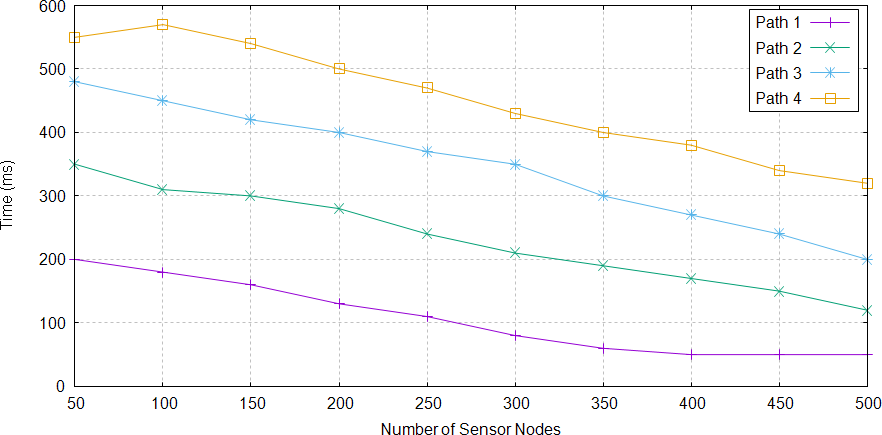 600
500
400
300
200
100
0
Time (ms)
Path 1
Path 2
Path 3
Path 4
50 100 150 200 250 300 350 400 450 500
Number of Sensor Nodes